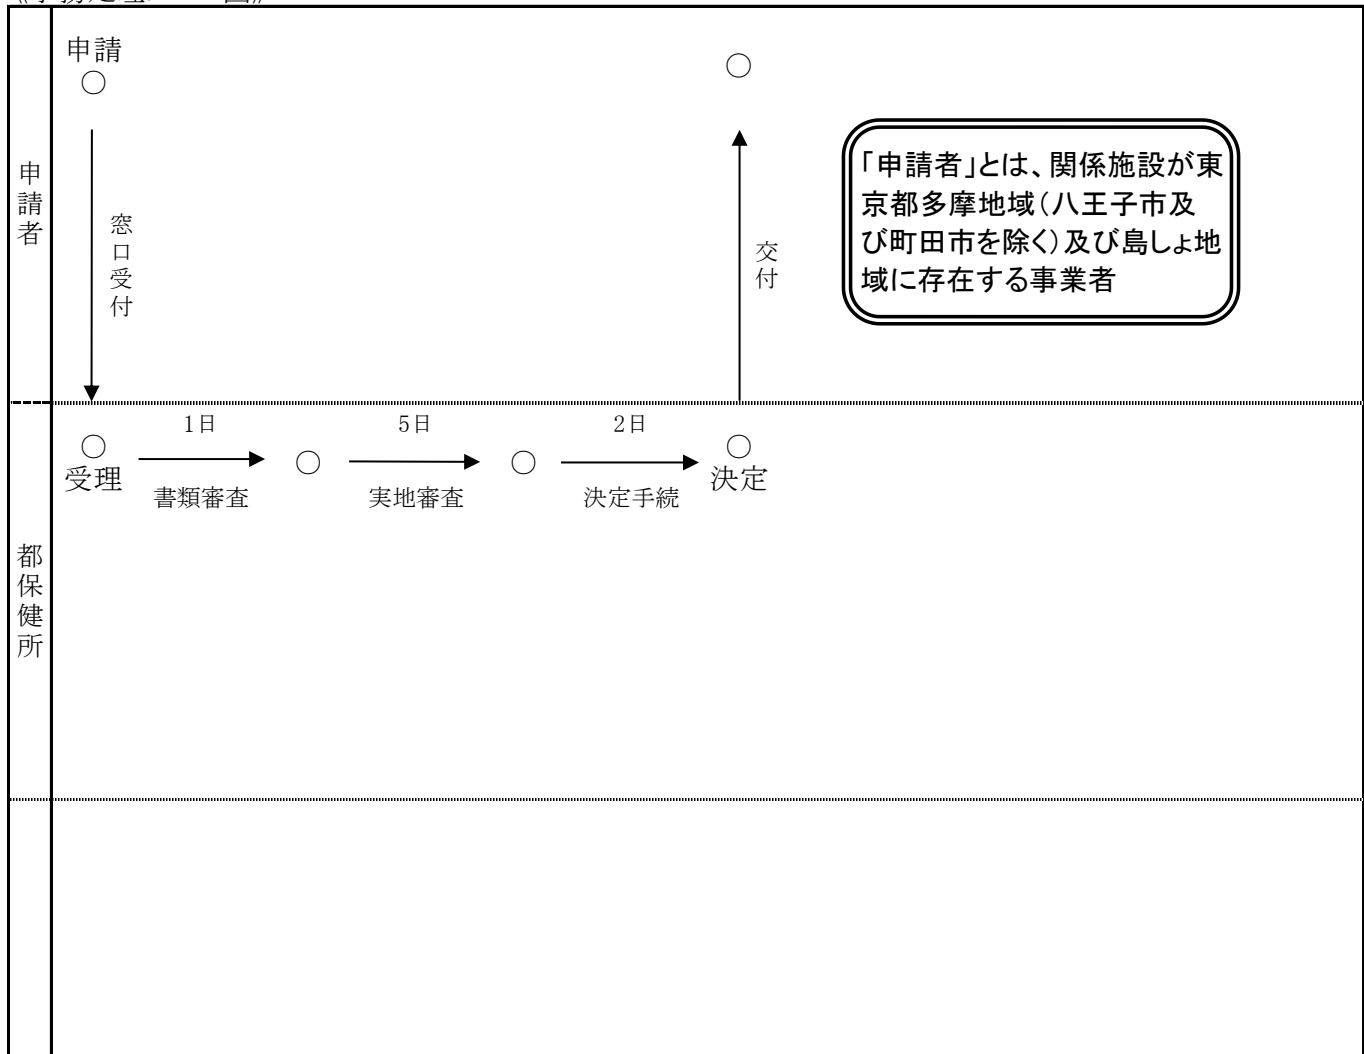 申請
○
○
申請者
窓口受付
交付
「申請者」とは、関係施設が東
京都多摩地域(八王子市及
び町田市を除く)及び島しょ地
域に存在する事業者
1日
5日
2日
○
○
○
○
受理
書類審査
実地審査
決定手続
決定
都保健所